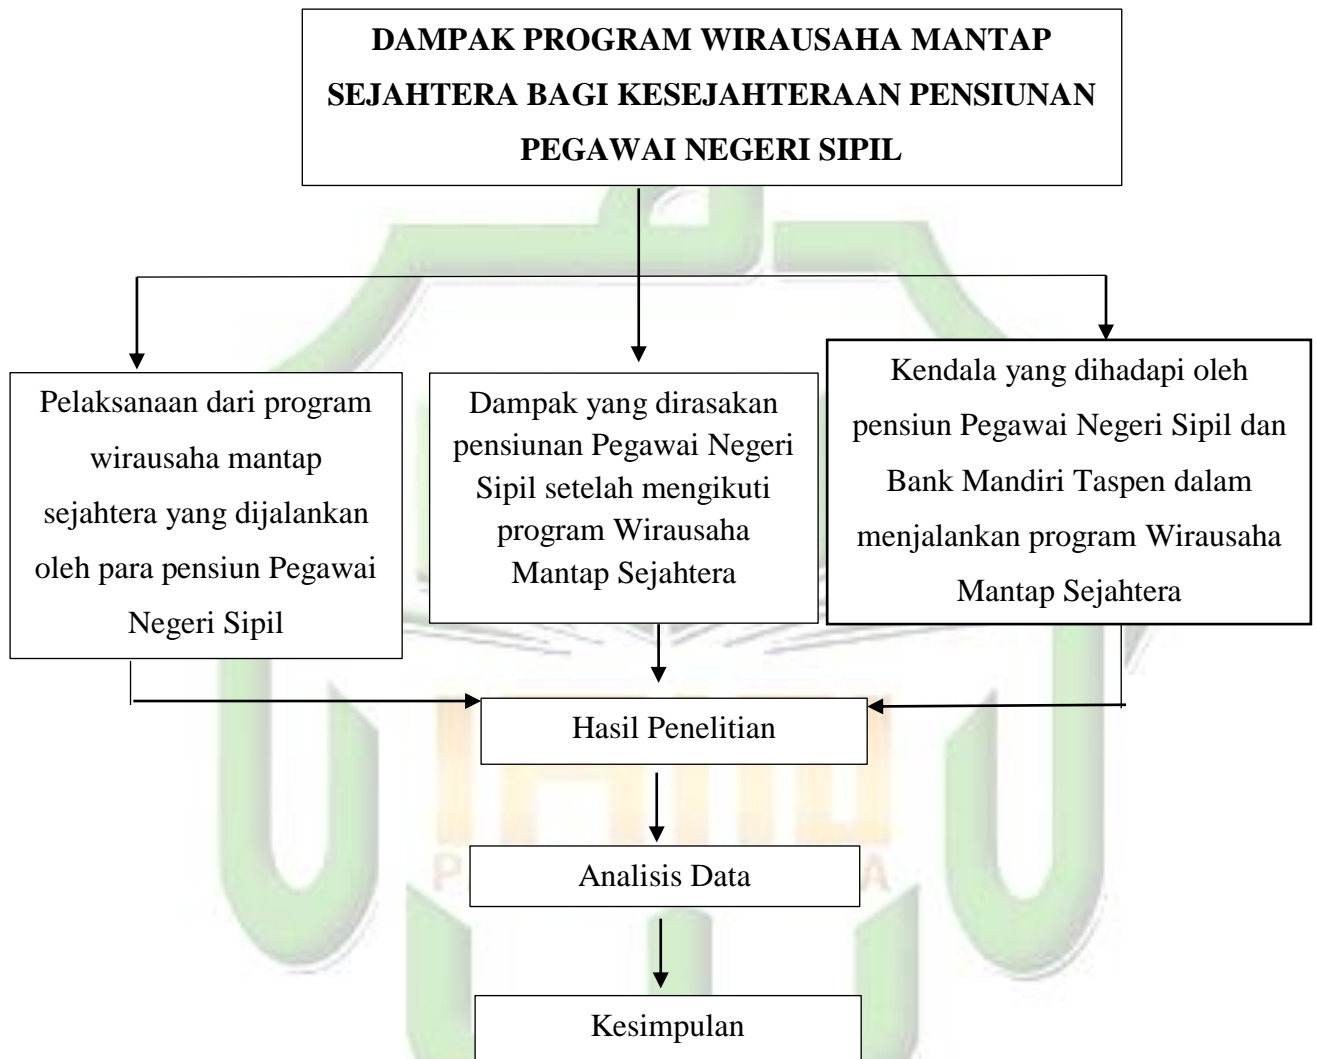 DAMPAK PROGRAM WIRAUSAHA MANTAP
SEJAHTERA BAGI KESEJAHTERAAN PENSIUNAN
PEGAWAI NEGERI SIPIL
Pelaksanaan dari program
wirausaha mantap
sejahtera yang dijalankan
oleh para pensiun Pegawai
Negeri Sipil
Dampak yang dirasakan
pensiunan Pegawai Negeri
Sipil setelah mengikuti
program Wirausaha
Mantap Sejahtera
Kendala yang dihadapi oleh
pensiun Pegawai Negeri Sipil dan
Bank Mandiri Taspen dalam
menjalankan program Wirausaha
Mantap Sejahtera
Hasil Penelitian
Analisis Data
Kesimpulan